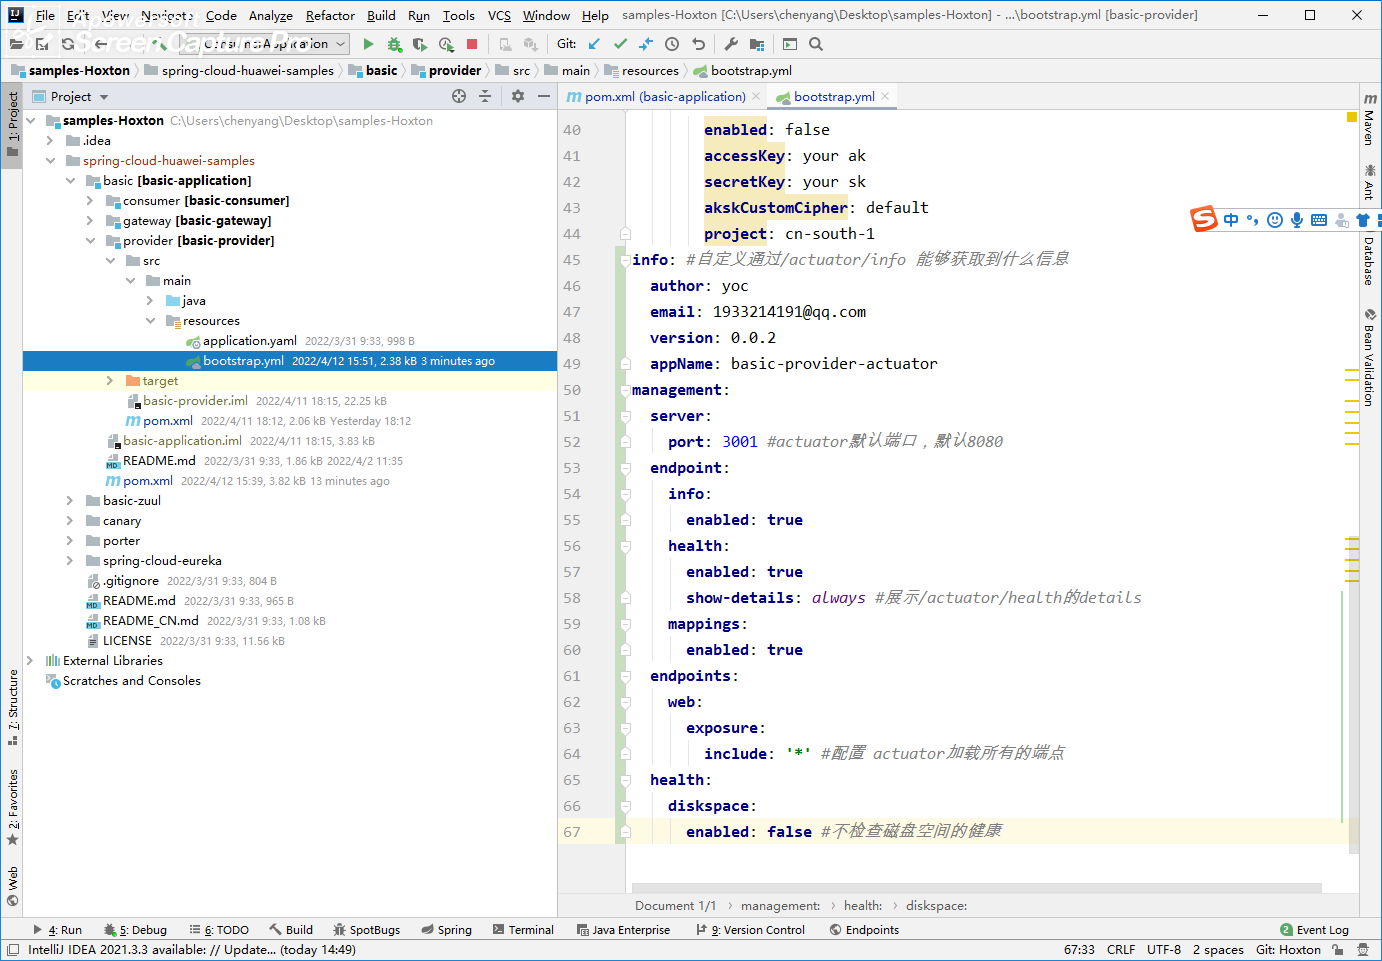 File Edit View Navigate Code Analyze Refactor Build Run Tools VCS Window Help samples-Hoxton [C:\Users\chenyang\Desktop\samples-Hoxton] - ...\bootstrap.yml [basic-provider]
Apowersoft
Screen Capture Pro
ConsumerApplication Git:
samples-Hoxton spring-cloud-huawei-samples basic provider src main resources bootstrap.yml
Project
pom.xml (basic-application) bootstrap.yml
samples-Hoxton C:\Users\chenyang\Desktop\samples-Hoxton
.idea
spring-cloud-huawei-samples
basic [basic-application]
consumer [basic-consumer]
gateway [basic-gateway]
provider [basic-provider]
src
main
java
resources
application.yaml 2022/3/31 9:33, 998 B
bootstrap.yml 2022/4/12 15:51, 2.38 kB 3 minutes ago
target
basic-provider.iml 2022/4/11 18:15, 22.25 kB
pom.xml 2022/4/11 18:12, 2.06 kB Yesterday 18:12
basic-application.iml 2022/4/11 18:15, 3.83 kB
README.md 2022/3/31 9:33, 1.86 kB 2022/4/2 11:35
pom.xml 2022/4/12 15:39, 3.82 kB 13 minutes ago
basic-zuul
canary
porter
spring-cloud-eureka
.gitignore 2022/3/31 9:33, 804 B
README.md 2022/3/31 9:33, 965 B
README_CN.md 2022/3/31 9:33, 1.08 kB
LICENSE 2022/3/31 9:33, 11.56 kB
External Libraries
Scratches and Consoles
1: Project
7: Structure
2: Favorites
Web
40 enabled: false
41 accessKey: your ak
42 secretKey: your sk
43 akskCustomCipher: default
44 project: cn-south-1
45 info: #自定义通过/actuator/info 能够获取到什么信息
46 author: yoc
47 email: 1933214191@qq.com
48 version: 0.0.2
49 appName: basic-provider-actuator
50 management:
51 server:
52 port: 3001 #actuator默认端口，默认8080
53 endpoint:
54 info:
55 enabled: true
56 health:
57 enabled: true
58 show-details: always #展示/actuator/health的details
59 mappings:
60 enabled: true
61 endpoints:
62 web:
63 exposure:
64 include: '*' #配置 actuator加载所有的端点
65 health:
66 diskspace:
67 enabled: false #不检查磁盘空间的健康
Maven
Ant
Database
Bean Validation
中
Document 1/1 management: health: diskspace:
4: Run 5: Debug 6: TODO Build SpotBugs Spring Terminal Java Enterprise 9: Version Control Endpoints 2 Event Log
IntelliJ IDEA 2021.3.3 available: // Update... (today 14:49) 67:33 CRLF UTF-8 2 spaces Git: Hoxton